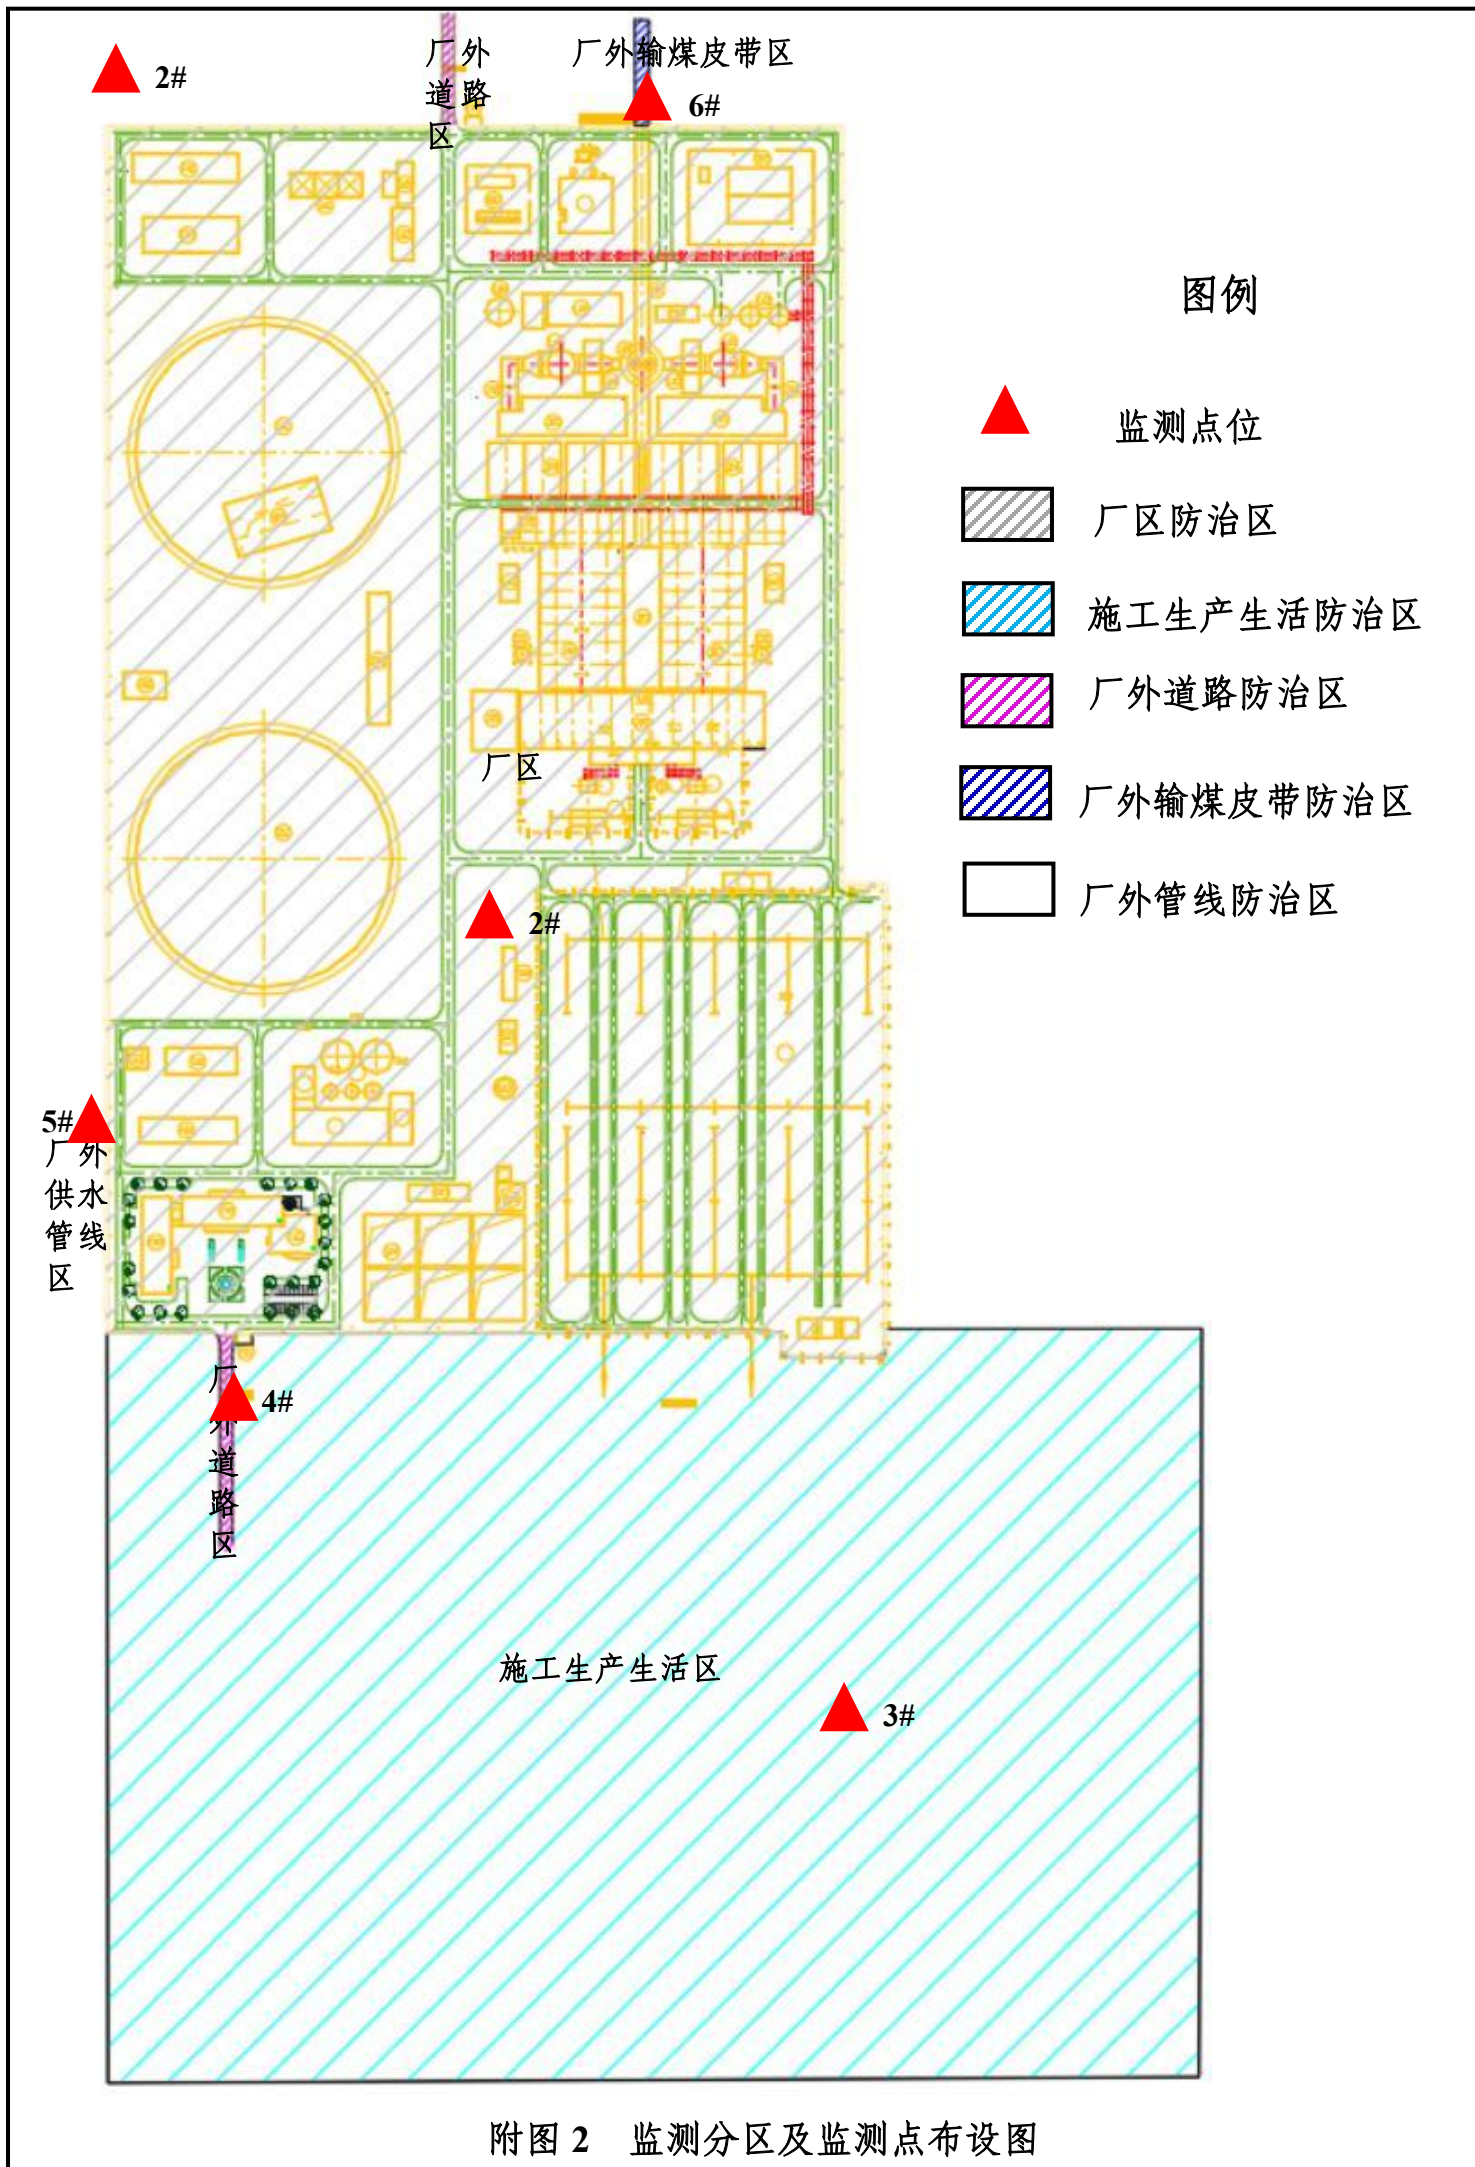 2#
厂外
道路
区
厂外输煤皮带区
6#
图例
监测点位
厂区防治区
施工生产生活防治区
厂外道路防治区
厂外输煤皮带防治区
厂外管线防治区
厂区
2#
5#
厂外
供水
管线
区
4#
厂
外
道
路
区
施工生产生活区
3#
附图 2 监测分区及监测点布设图